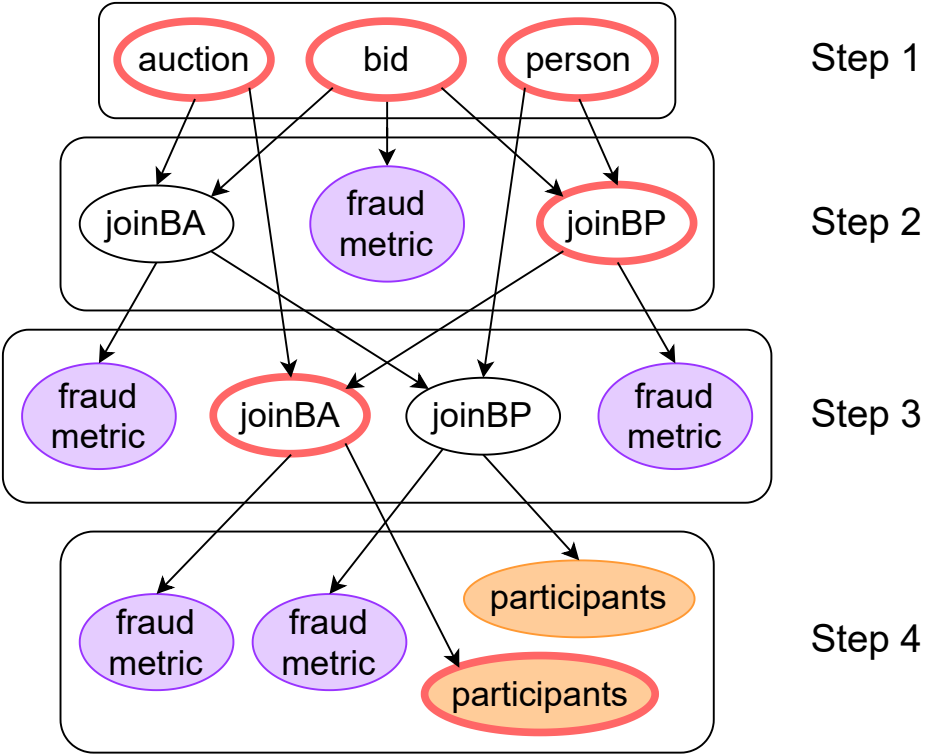 auction
bid
person
Step 1
joinBA
fraud
metric
joinBP
Step 2
fraud
metric
joinBA
joinBP
fraud
metric
Step 3
fraud
metric
fraud
metric
participants
participants
Step 4